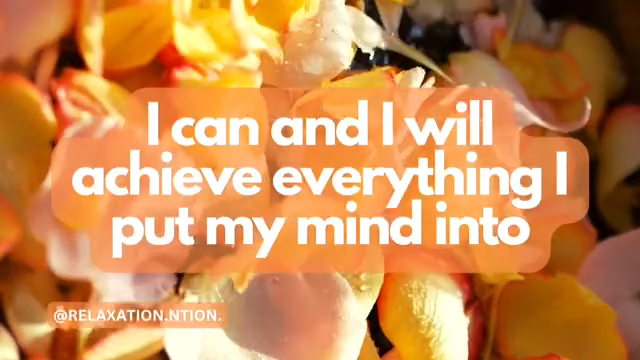 I can and I will
achieve everything I
put my mind into
@RELAXATION.NTION.